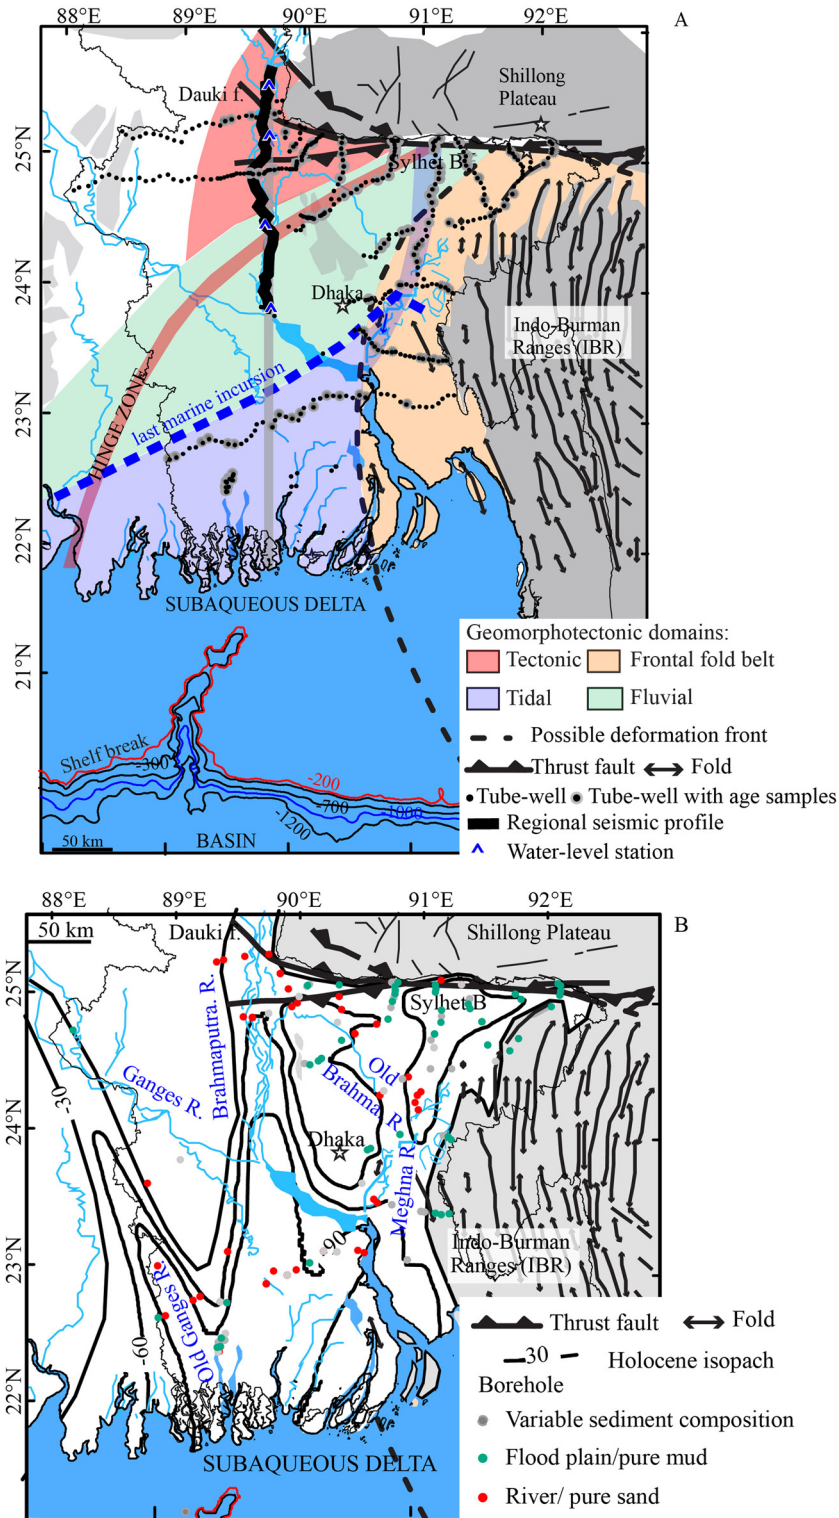 88°E 89°E 90°E 91°E 92°E A
Dauki f.
Shillong
Plateau
25°N
Sylhet B
24°N
Dhaka
Indo-Burman
Ranges (IBR)
last marine incursion
23°N
HINGE ZONE
22°N
SUBAQUEOUS DELTA
21°N
Shelf break
-300
-200
-700
-1000
-1200
BASIN
50 km
Geomorphotectonic domains:
Tectonic Frontal fold belt
Tidal Fluvial
Possible deformation front
Thrust fault Fold
Tube-well Tube-well with age samples
Regional seismic profile
Water-level station
88°E 89°E 90°E 91°E 92°E B
50 km
Dauki f.
Shillong Plateau
25°N
Sylhet B
Brahmaputra. R.
Ganges R.
-30
Old
Brahma. R.
24°N
Dhaka
Meghna R.
-90
23°N
Indo-Burman
Ranges (IBR)
Old Ganges R.
-60
22°N
SUBAQUEOUS DELTA
Thrust fault Fold
30 Holocene isopach
Borehole
Variable sediment composition
Flood plain/pure mud
River/ pure sand